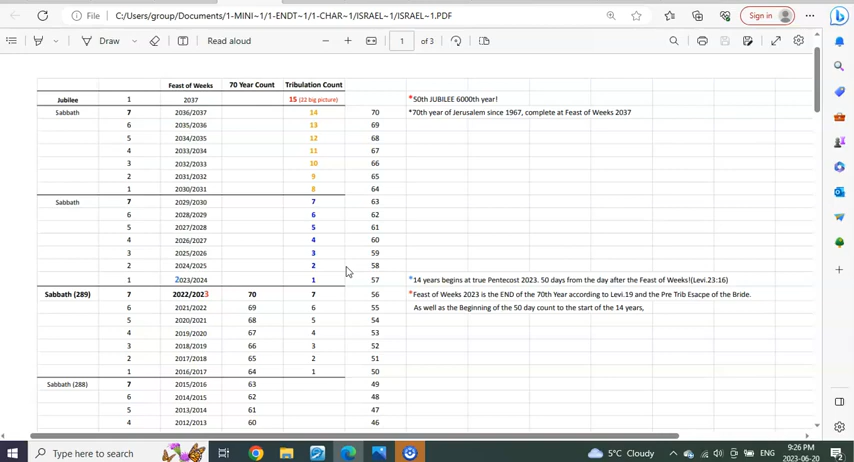 File C:/Users/group/Documents/1-MINI~1/1-ENDT~1/1-CHAR~1/ISRAEL~1/ISRAEL~1.PDF Sign in
Draw Read aloud 1 of 3
Feast of Weeks 70 Year Count Tribulation Count
Jubilee 1 2037 15 (22 big picture) *50th JUBILEE 6000th year!
Sabbath 7 2036/2037 14 70 *70th year of Jerusalem since 1967, complete at Feast of Weeks 2037
6 2035/2036 13 69
5 2034/2035 12 68
4 2033/2034 11 67
3 2032/2033 10 66
2 2031/2032 9 65
1 2030/2031 8 64
Sabbath 7 2029/2030 7 63
6 2028/2029 6 62
5 2027/2028 5 61
4 2026/2027 4 60
3 2025/2026 3 59
2 2024/2025 2 58
1 2023/2024 1 57 *14 years begins at true Pentecost 2023. 50 days from the day after the Feast of Weeks!(Levi.23:16)
Sabbath (289) 7 2022/2023 70 7 56 *Feast of Weeks 2023 is the END of the 70th Year according to Levi.19 and the Pre Trib Esacpe of the Bride.
6 2021/2022 69 6 55 As well as the Beginning of the 50 day count to the start of the 14 years,
5 2020/2021 68 5 54
4 2019/2020 67 4 53
3 2018/2019 66 3 52
2 2017/2018 65 2 51
1 2016/2017 64 1 50
Sabbath (288) 7 2015/2016 63 49
6 2014/2015 62 48
5 2013/2014 61 47
4 2012/2013 60 46
Type here to search 5°C Cloudy ENG 9:26 PM
2023-06-20 2